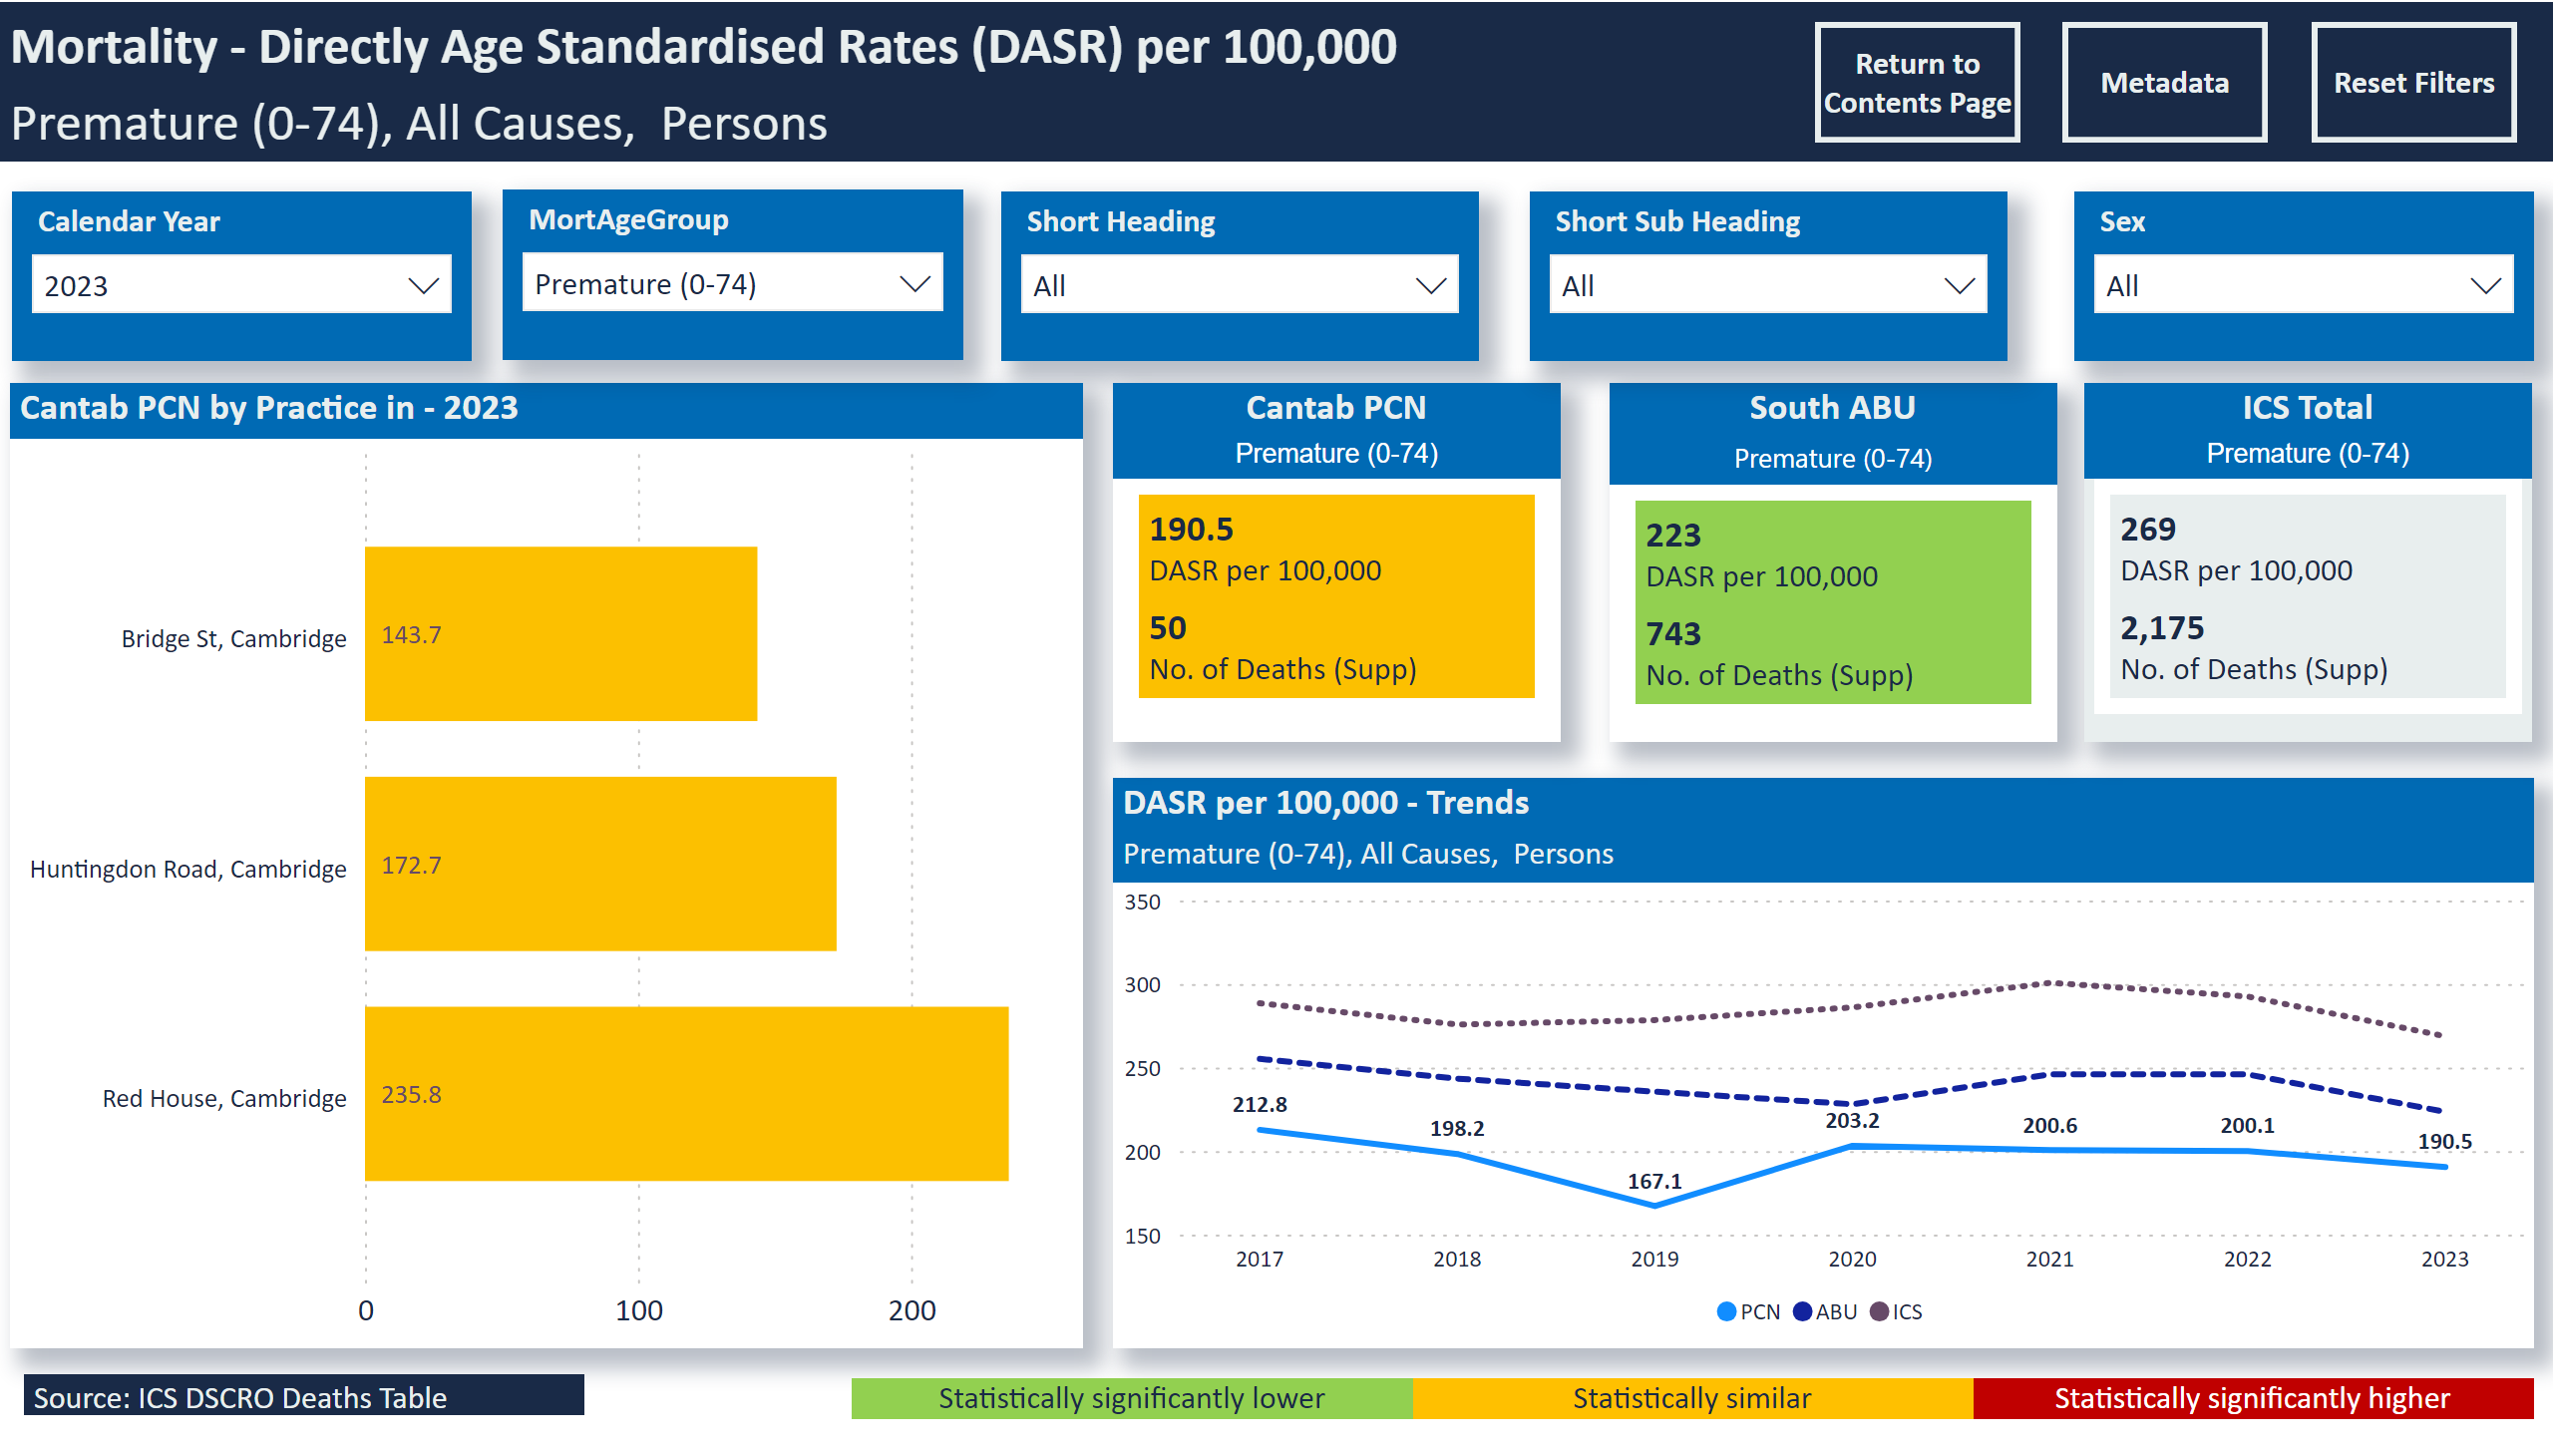 Mortality - Directly Age Standardised Rates (DASR) per 100,000
Premature (0-74), All Causes,  Persons
Return to
Contents Page
Metadata
Reset Filters
Calendar Year
2023
MortAgeGroup
Premature (0-74)
Short Heading
All
Short Sub Heading
All
Sex
All
Cantab PCN by Practice in - 2023
Bridge St, Cambridge
143.7
Huntingdon Road, Cambridge
172.7
Red House, Cambridge
235.8
0
100
200
Cantab PCN
Premature (0-74)
190.5
DASR per 100,000
50
No. of Deaths (Supp)
South ABU
Premature (0-74)
223
DASR per 100,000
743
No. of Deaths (Supp)
ICS Total
Premature (0-74)
269
DASR per 100,000
2,175
No. of Deaths (Supp)
DASR per 100,000 - Trends
Premature (0-74), All Causes,  Persons
350
300
250
200
150
212.8
198.2
167.1
203.2
200.6
200.1
190.5
2017
2018
2019
2020
2021
2022
2023
PCN
ABU
ICS
Source: ICS DSCRO Deaths Table
Statistically significantly lower
Statistically similar
Statistically significantly higher